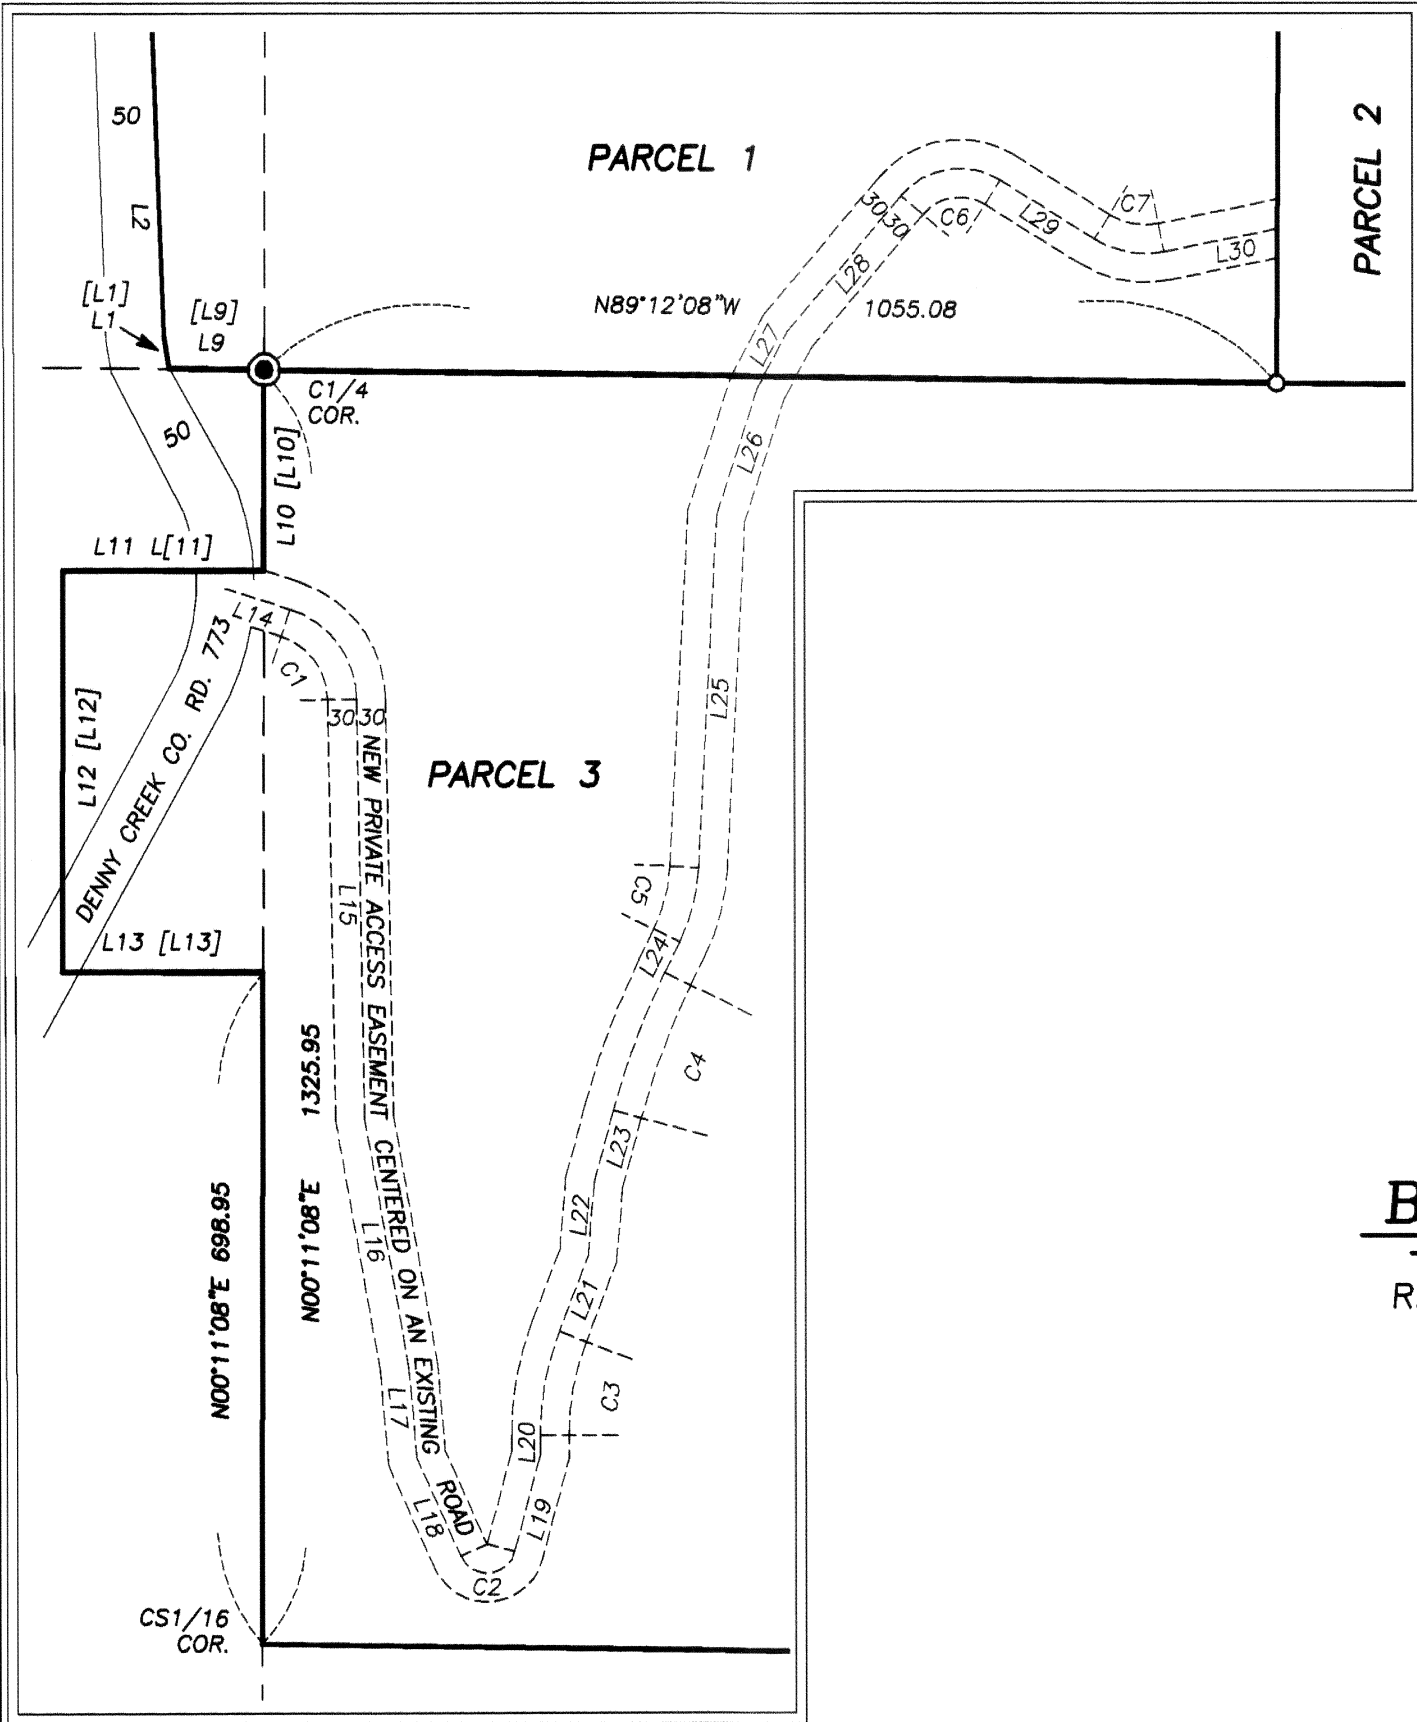 50
PARCEL 1
PARCEL 2
L2
C7
C6
L29
30
30
L30
L28
[L1]
L1
[L9]
L9
N89°12'08"W 1055.08
L27
C1/4
COR.
50
L10 [L10]
L26
L11 L[11]
L14
C1
DENNY CREEK CO. RD. 773
L12 [L12]
30
30
L25
PARCEL 3
NEW PRIVATE ACCESS EASEMENT CENTERED ON AN EXISTING ROAD
L15
C5
L13 [L13]
L24
N00°11'08"E 1325.95
C4
L23
B
N00°11'08"E 698.95
L22
L16
L21
R
C3
L17
L20
L18
L19
C2
CS1/16
COR.